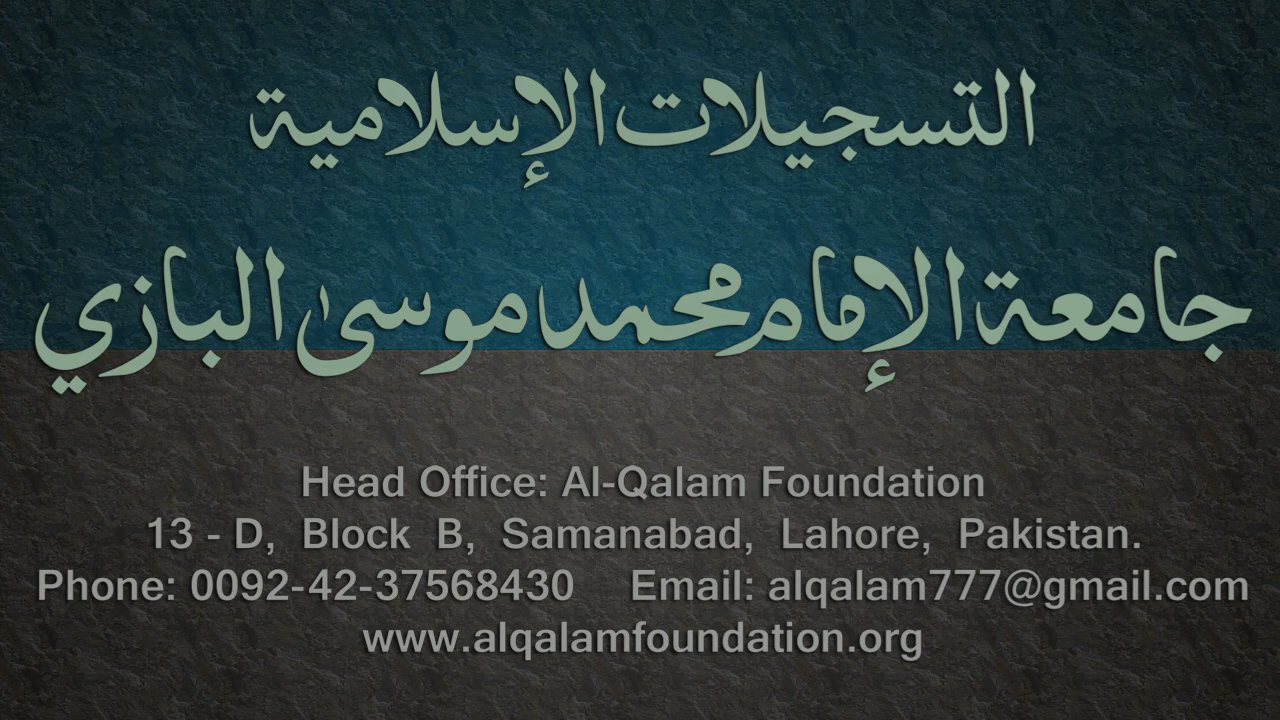 التسجيلات الإسلامية
جامعة الإمام محمد موسىٰ البازي
Head Office: Al-Qalam Foundation
13 - D, Block B, Samanabad, Lahore, Pakistan.
Phone: 0092-42-37568430 Email: alqalam777@gmail.com
www.alqalamfoundation.org